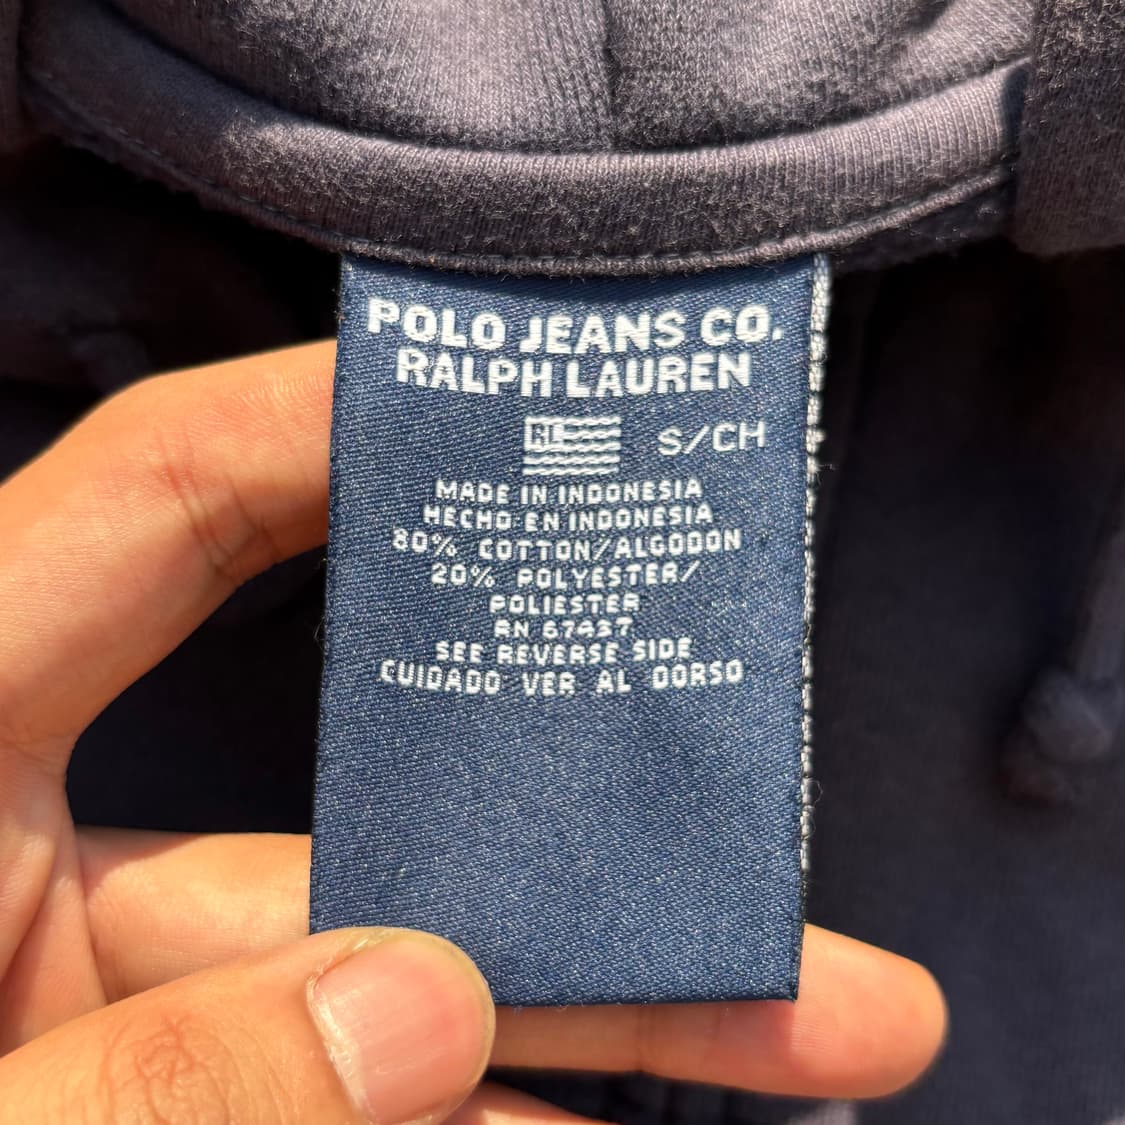 POLO JEANS CO.
RALPH LAUREN
RL
S/CH
MADE IN INDONESIA
HECHO EN INDONESIA
80% COTTON/ALGODON
20% POLYESTER/
POLIESTER
RN 67437
SEE REVERSE SIDE
CUIDADO VER AL DORSO